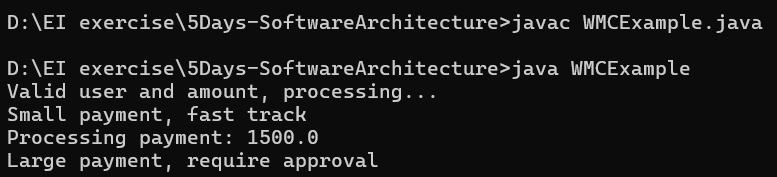 D:\EI exercise\5Days-SoftwareArchitecture>javac WMCExample.java
D:\EI exercise\5Days-SoftwareArchitecture>java WMCExample
Valid user and amount, processing...
Small payment, fast track
Processing payment: 1500.0
Large payment, require approval